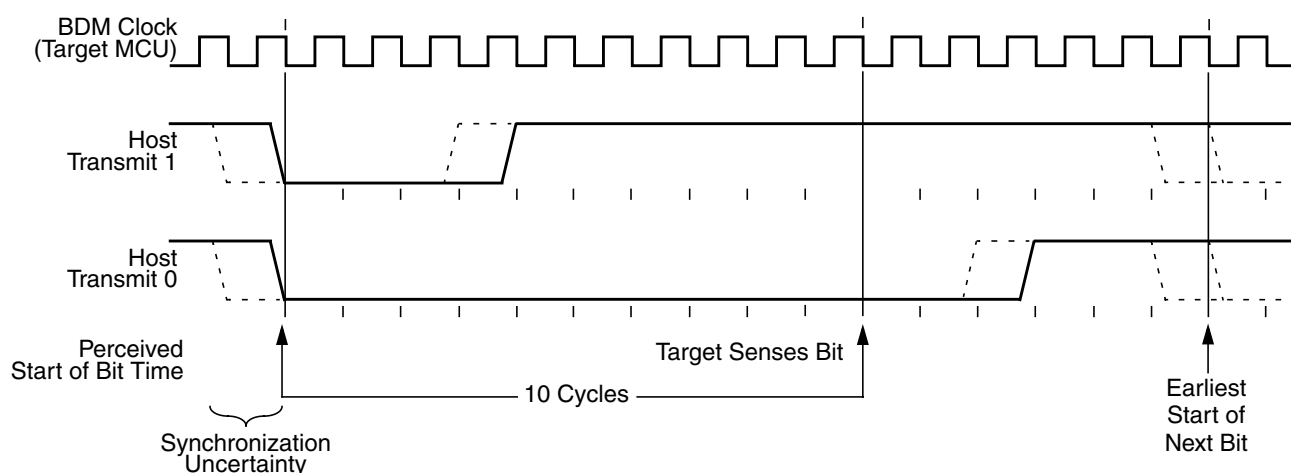 BDM Clock
(Target MCU)
Host
Transmit 1
Host
Transmit 0
Perceived
Start of Bit Time
Target Senses Bit
10 Cycles
Earliest
Start of
Next Bit
Synchronization
Uncertainty